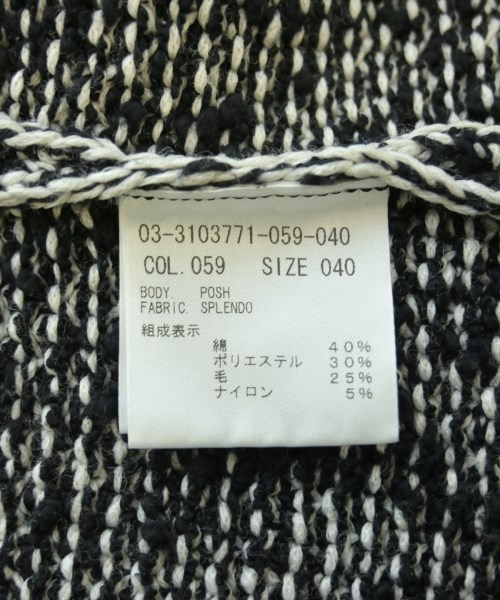 03-3103771-059-040
COL. 059 SIZE 040
BODY. POSH
FABRIC. SPLENDO
組成表示
綿 40%
ポリエステル 30%
毛 25%
ナイロン 5%